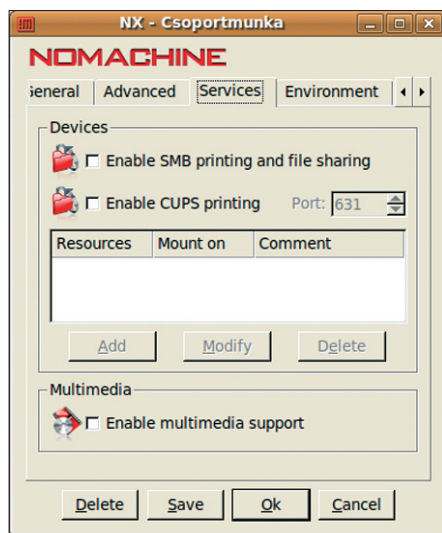 NX - Csoportmunka
NOMACHINE
General Advanced Services Environment
Devices
Enable SMB printing and file sharing
Enable CUPS printing Port: 631
Resources Mount on Comment
Add Modify Delete
Multimedia
Enable multimedia support
Delete Save Ok Cancel